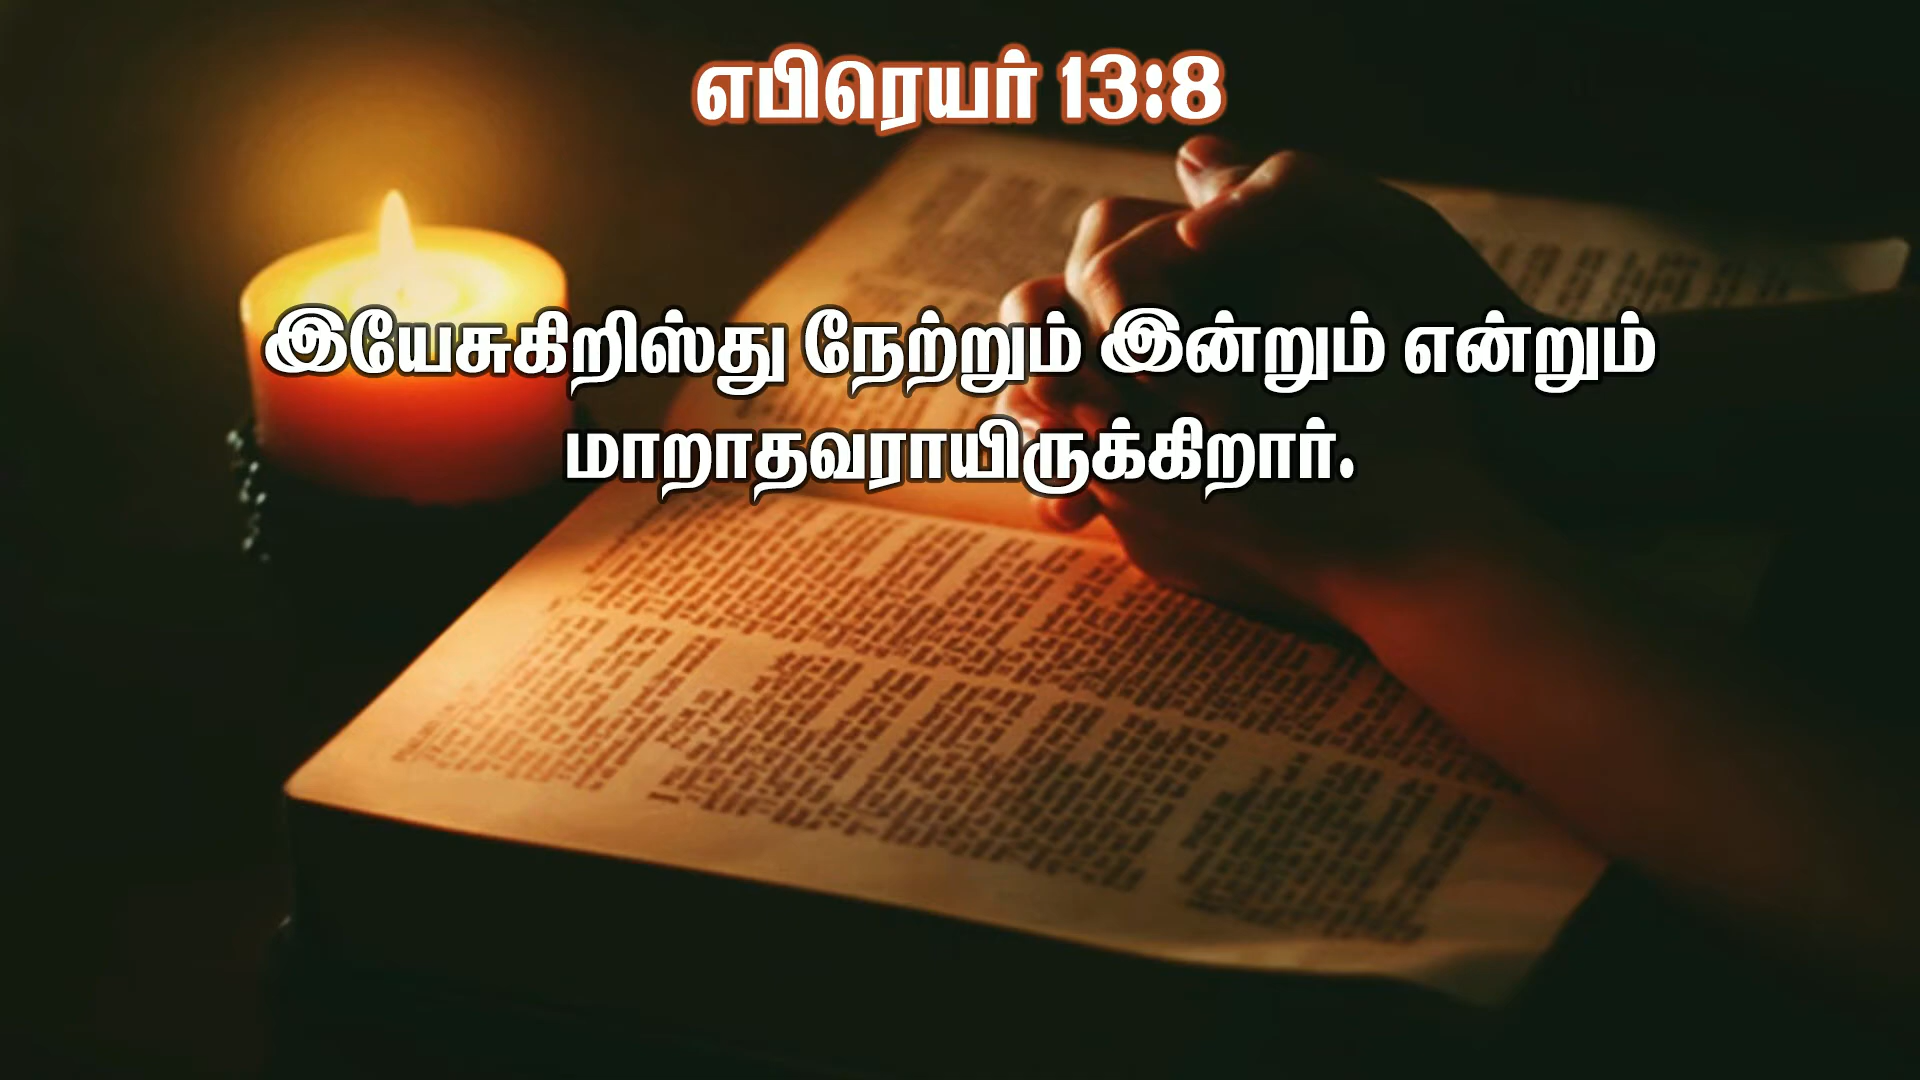 எபிரெயர் 13:8
இயேசுகிறிஸ்து நேற்றும் இன்றும் என்றும்
மாறாதவராயிருக்கிறார்.